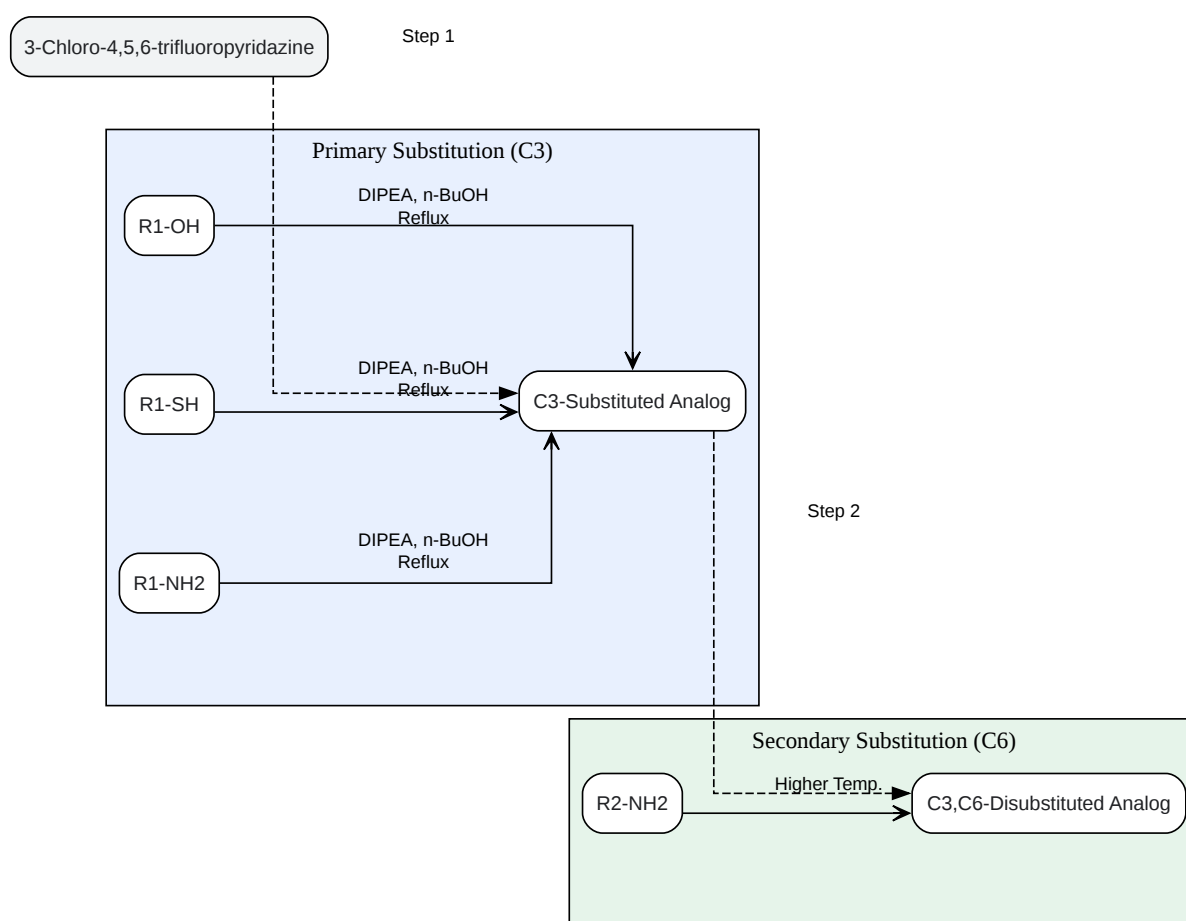 3-Chloro-4,5,6-trifluoropyridazine
Step 1
Primary Substitution (C3)
DIPEA, n-BuOH
Reflux
R1-OH
DIPEA, n-BuOH
Reflux
R1-SH
C3-Substituted Analog
Step 2
DIPEA, n-BuOH
Reflux
R1-NH2
Secondary Substitution (C6)
Higher Temp.
R2-NH2
C3,C6-Disubstituted Analog